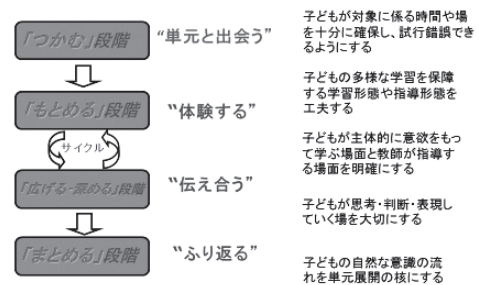 「つかむ」段階
“単元と出会う”
子どもが対象に係る時間や場
を十分に確保し、試行錯誤でき
るようにする
「もとめる」段階
“体験する”
子どもの多様な学習を保障
する学習形態や指導形態を
工夫する
サイクル
子どもが主体的に意欲をもっ
て学ぶ場面と教師が指導す
る場面を明確にする
「広げる・深める」段階
“伝え合う”
子どもが思考・判断・表現し
ていく場を大切にする
「まとめる」段階
“ふり返る”
子どもの自然な意識の流
れを単元展開の核にする